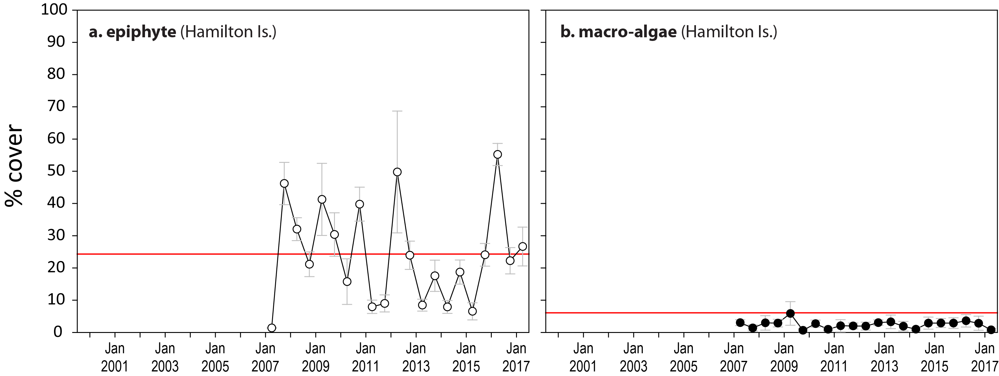 a. epiphyte (Hamilton Is.)
b. macro-algae (Hamilton Is.)
% cover
100
90
80
70
60
50
40
30
20
10
0
Jan Jan Jan Jan Jan Jan Jan Jan Jan
2001 2003 2005 2007 2009 2011 2013 2015 2017
Jan Jan Jan Jan Jan Jan Jan Jan Jan
2001 2003 2005 2007 2009 2011 2013 2015 2017